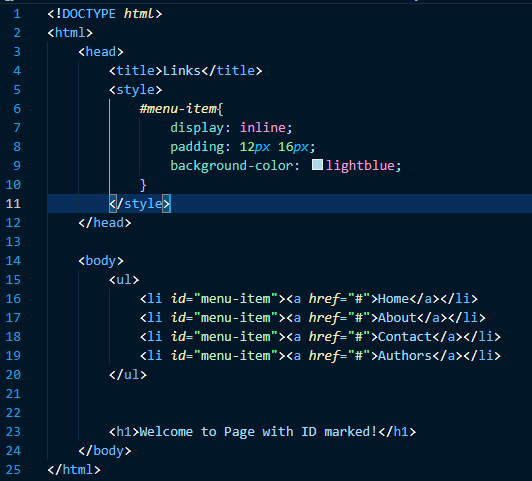 1 <!DOCTYPE html>
2 <html>
3     <head>
4         <title>Links</title>
5         <style>
6             #menu-item{
7                 display: inline;
8                 padding: 12px 16px;
9                 background-color: lightblue;
10             }
11         </style>
12     </head>
13
14     <body>
15         <ul>
16             <li id="menu-item"><a href="#">Home</a></li>
17             <li id="menu-item"><a href="#">About</a></li>
18             <li id="menu-item"><a href="#">Contact</a></li>
19             <li id="menu-item"><a href="#">Authors</a></li>
20         </ul>
21
22
23         <h1>Welcome to Page with ID marked!</h1>
24     </body>
25 </html>